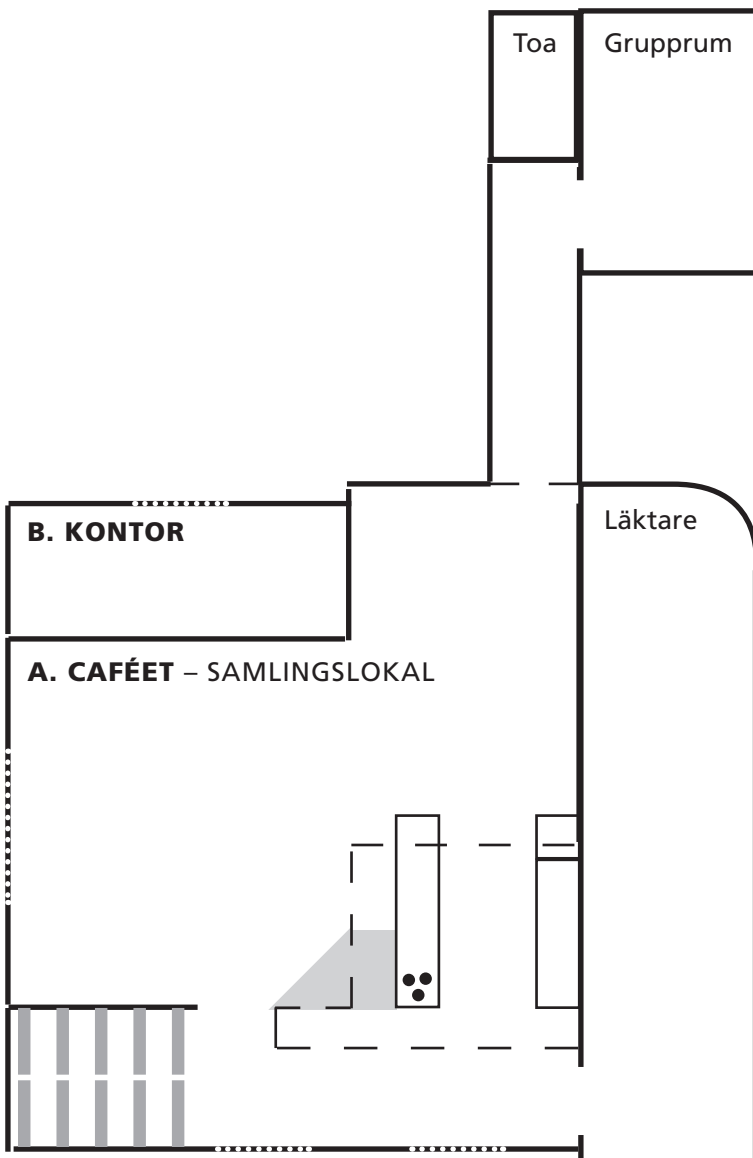 Toa
Grupprum
B. KONTOR
Läktare
A. CAFÉET – SAMLINGSLOKAL